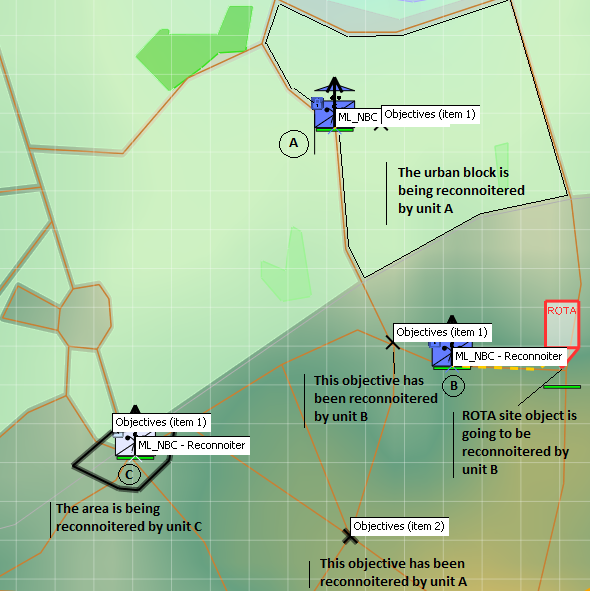 ML_NBC
Objectives (item 1)
A
The urban block is
being reconnoitered
by unit A
ROTA
Objectives (item 1)
ML_NBC - Reconnoiter
B
This objective has
been reconnoitered
by unit B
ROTA site object is
going to be
reconnoitered by
unit B
Objectives (item 1)
ML_NBC - Reconnoiter
C
The area is being
reconnoitered by unit C
Objectives (item 2)
This objective has been
reconnoitered by unit A